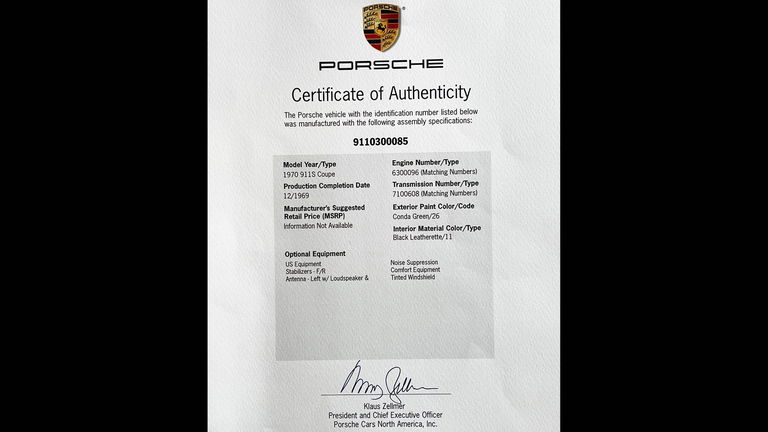 PORSCHE
PORSCHE
Certificate of Authenticity
The Porsche vehicle with the identification number listed below
was manufactured with the following assembly specifications:
9110300085
Model Year/Type
1970 911S Coupe
Production Completion Date
12/1969
Manufacturer's Suggested
Retail Price (MSRP)
Information Not Available
Engine Number/Type
6300096 (Matching Numbers)
Transmission Number/Type
7100608 (Matching Numbers)
Exterior Paint Color/Code
Conda Green/26
Interior Material Color/Type
Black Leatherette/11
Optional Equipment
US Equipment
Stabilizers - F/R
Antenna - Left w/ Loudspeaker &
Noise Suppression
Comfort Equipment
Tinted Windshield
Klaus Zellmer
President and Chief Executive Officer
Porsche Cars North America, Inc.